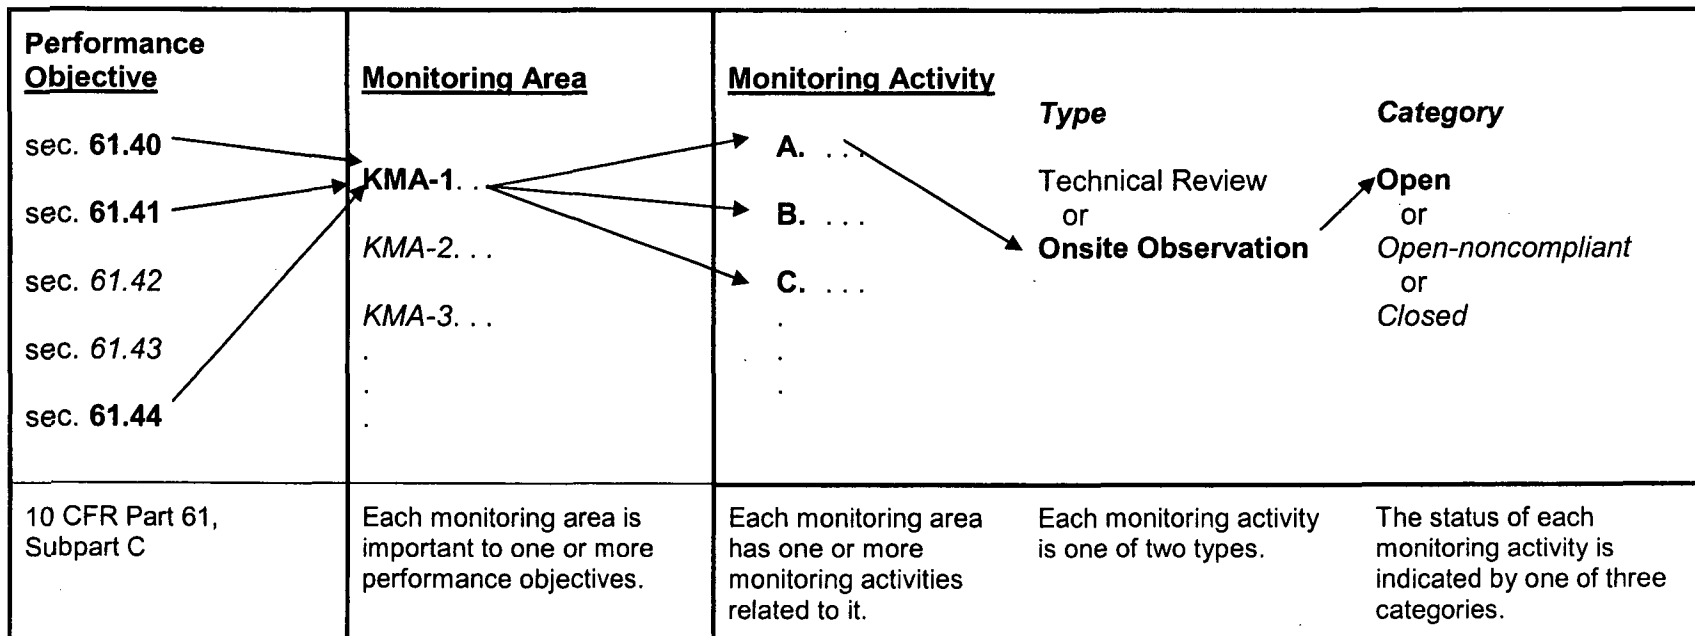 Performance
Objective
Monitoring Area
Monitoring Activity
Type
Category
sec. 61.40
sec. 61.41
sec. 61.42
sec. 61.43
sec. 61.44
KMA-1. . .
KMA-2. . .
KMA-3. . .
.
.
.
A. . . .
B. . . .
C. . . .
.
.
.
Technical Review
or
Onsite Observation
Open
or
Open-noncompliant
or
Closed
10 CFR Part 61,
Subpart C
Each monitoring area is
important to one or more
performance objectives.
Each monitoring area
has one or more
monitoring activities
related to it.
Each monitoring activity
is one of two types.
The status of each
monitoring activity is
indicated by one of three
categories.